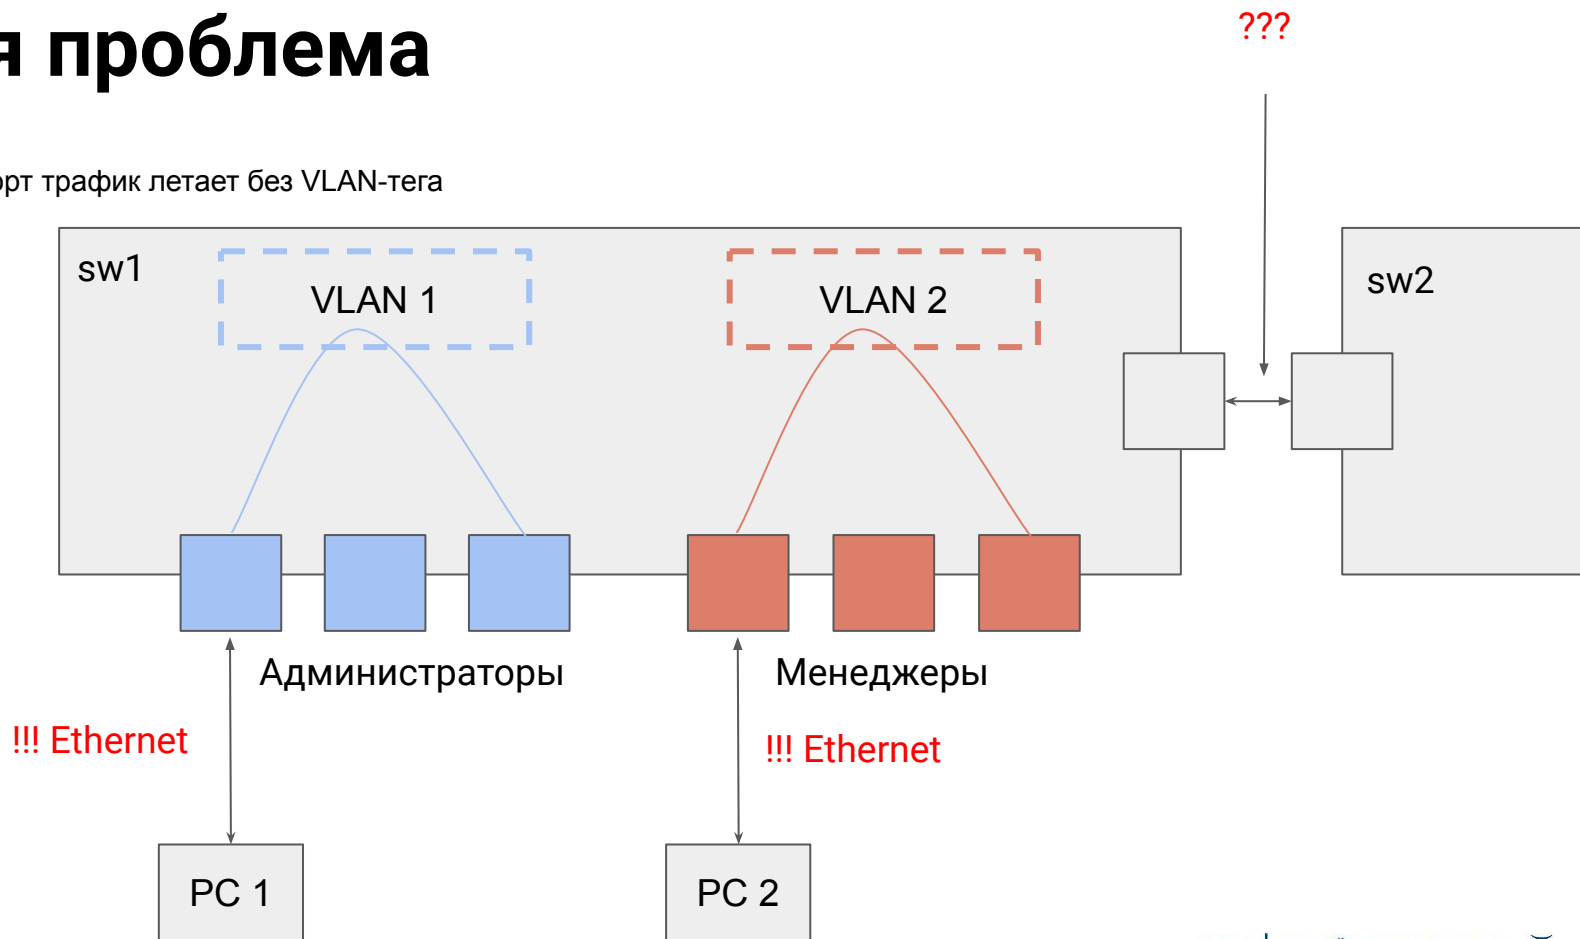 я проблема
???
орт трафик летает без VLAN-тега
sw1
VLAN 1
VLAN 2
sw2
Администраторы
Менеджеры
!!! Ethernet
!!! Ethernet
PC 1
PC 2